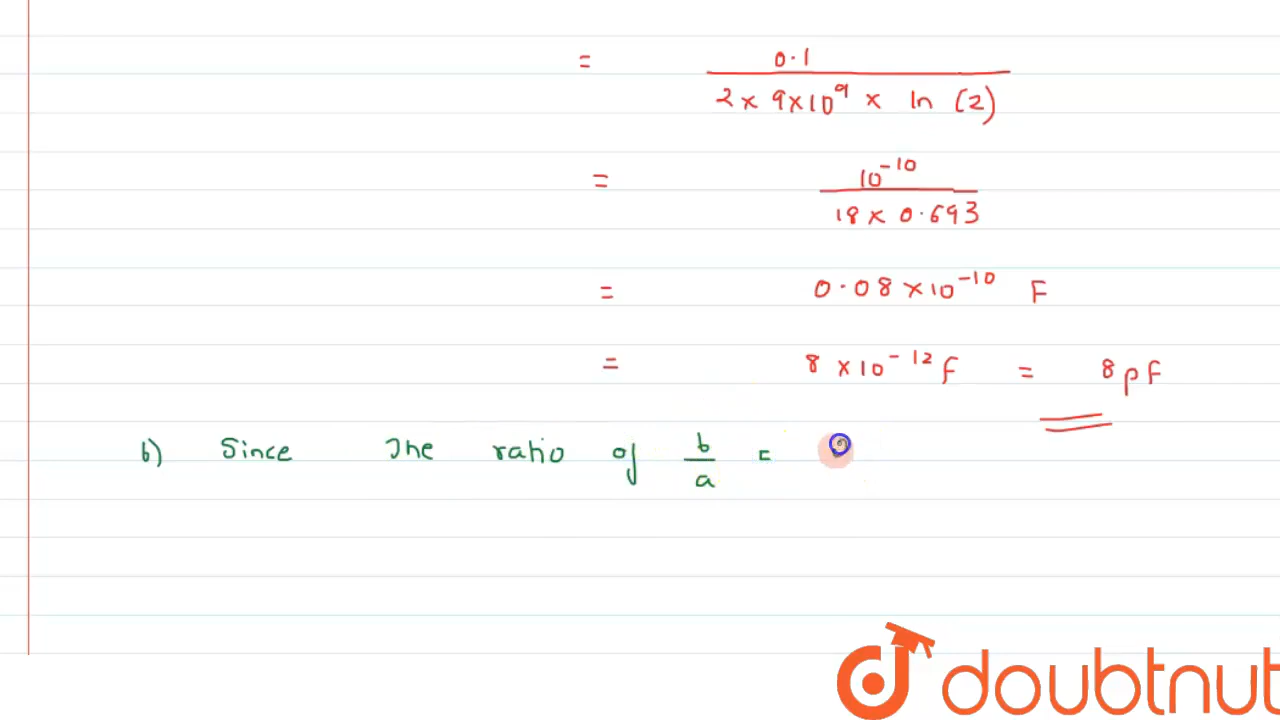 = 0.1
2 × 9×10⁹ × ln (2)
= 10⁻¹⁰
18 × 0.693
= 0.08 × 10⁻¹⁰ F
= 8 × 10⁻¹² F = 8 pF
b) Since The ratio of b =
a
doubtnut